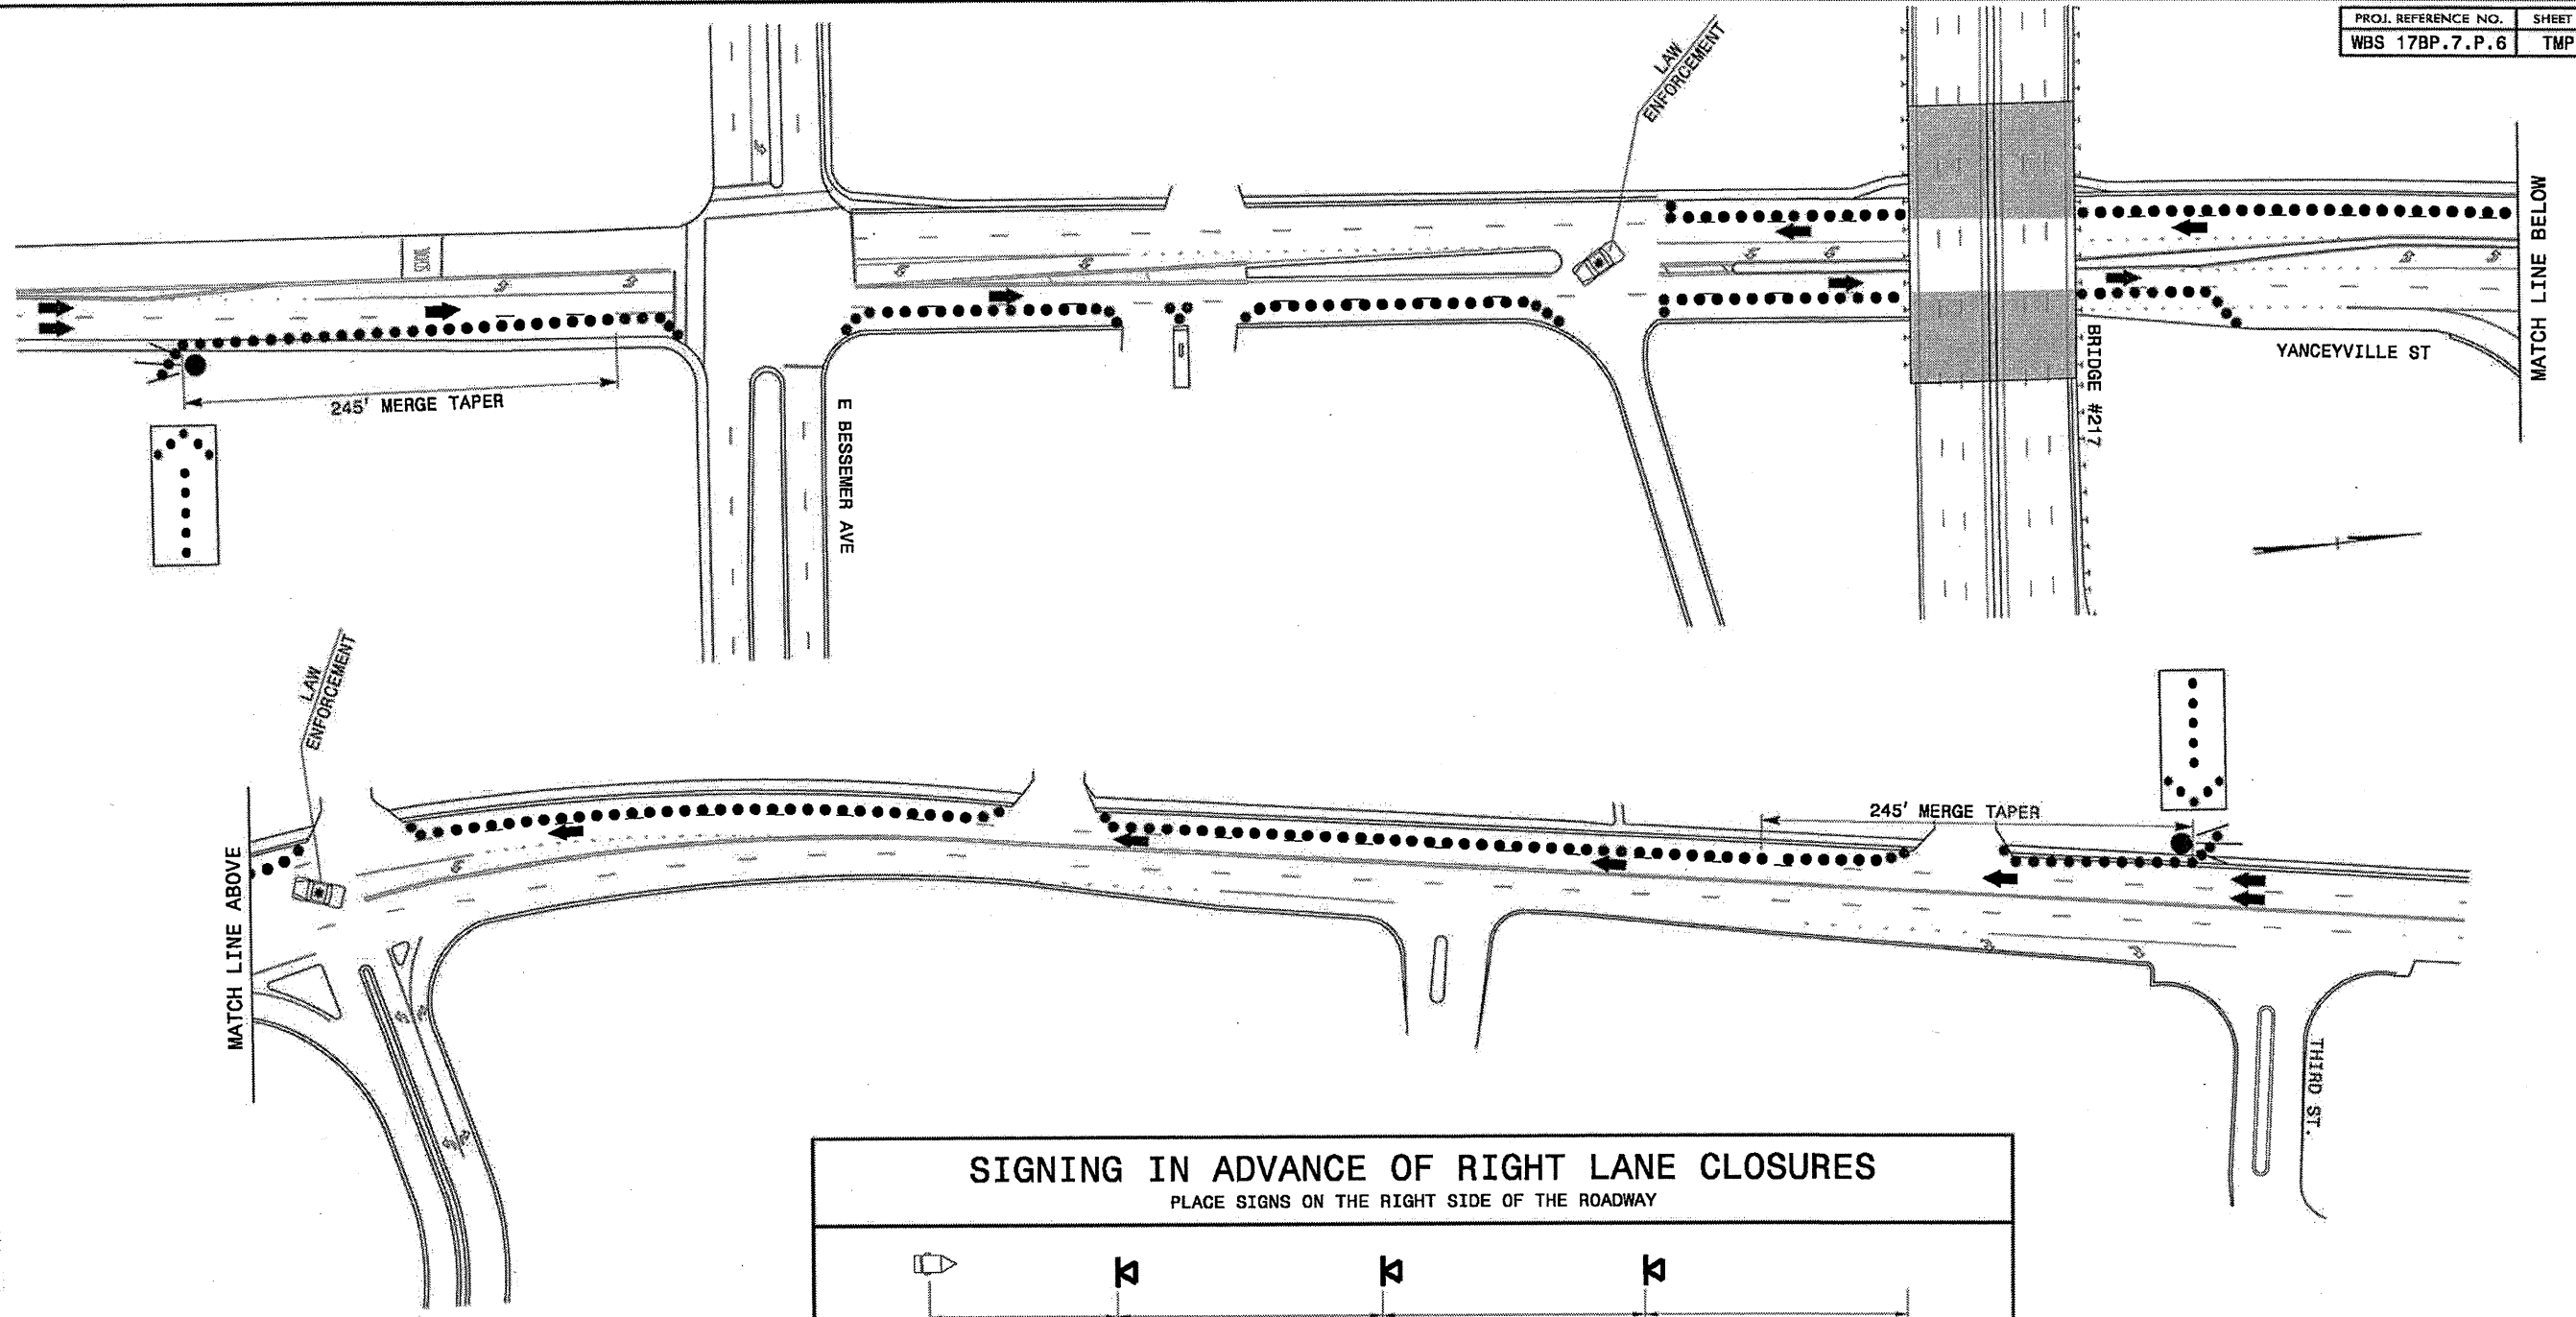 PROJ. REFERENCE NO. SHEET
WBS 17BP.7.P.6 TMP
LAW
ENFORCEMENT
MATCH LINE BELOW
245' MERGE TAPER
E BESSEMER AVE
BRIDGE #217
YANCEYVILLE ST
LAW
ENFORCEMENT
MATCH LINE ABOVE
245' MERGE TAPER
THIRD ST.
SIGNING IN ADVANCE OF RIGHT LANE CLOSURES
PLACE SIGNS ON THE RIGHT SIDE OF THE ROADWAY